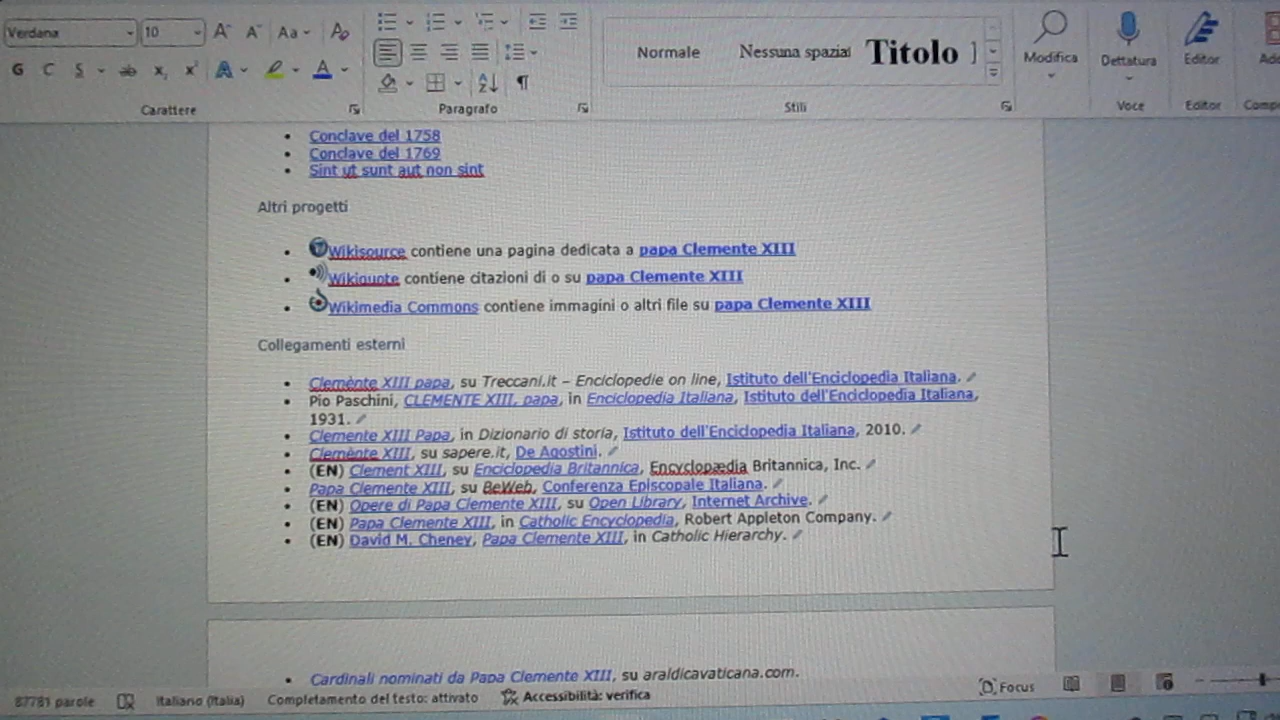 Verdana 10 Aa
G C S ab x x A A
Carattere
Paragrafo
Normale Nessuna spazia Titolo
Stili
Modifica
Dettatura
Voce
Editor
Editor
Conclave del 1758
Conclave del 1769
Sint ut sunt aut non sint
Altri progetti
Wikisource contiene una pagina dedicata a papa Clemente XIII
Wikiquote contiene citazioni di o su papa Clemente XIII
Wikimedia Commons contiene immagini o altri file su papa Clemente XIII
Collegamenti esterni
Clemènte XIII papa, su Treccani.it – Enciclopedie on line, Istituto dell'Enciclopedia Italiana.
Pio Paschini, CLEMENTE XIII, papa, in Enciclopedia Italiana, Istituto dell'Enciclopedia Italiana,
1931.
Clemente XIII Papa, in Dizionario di storia, Istituto dell'Enciclopedia Italiana, 2010.
Clemènte XIII, su sapere.it, De Agostini.
(EN) Clement XIII, su Enciclopedia Britannica, Encyclopædia Britannica, Inc.
Papa Clemente XIII, su BeWeb, Conferenza Episcopale Italiana.
(EN) Opere di Papa Clemente XIII, su Open Library, Internet Archive.
(EN) Papa Clemente XIII, in Catholic Encyclopedia, Robert Appleton Company.
(EN) David M. Cheney, Papa Clemente XIII, in Catholic Hierarchy.
Cardinali nominati da Papa Clemente XIII, su araldicavaticana.com.
87781 parole Italiano (Italia) Completamento del testo: attivato Accessibilità: verifica Focus